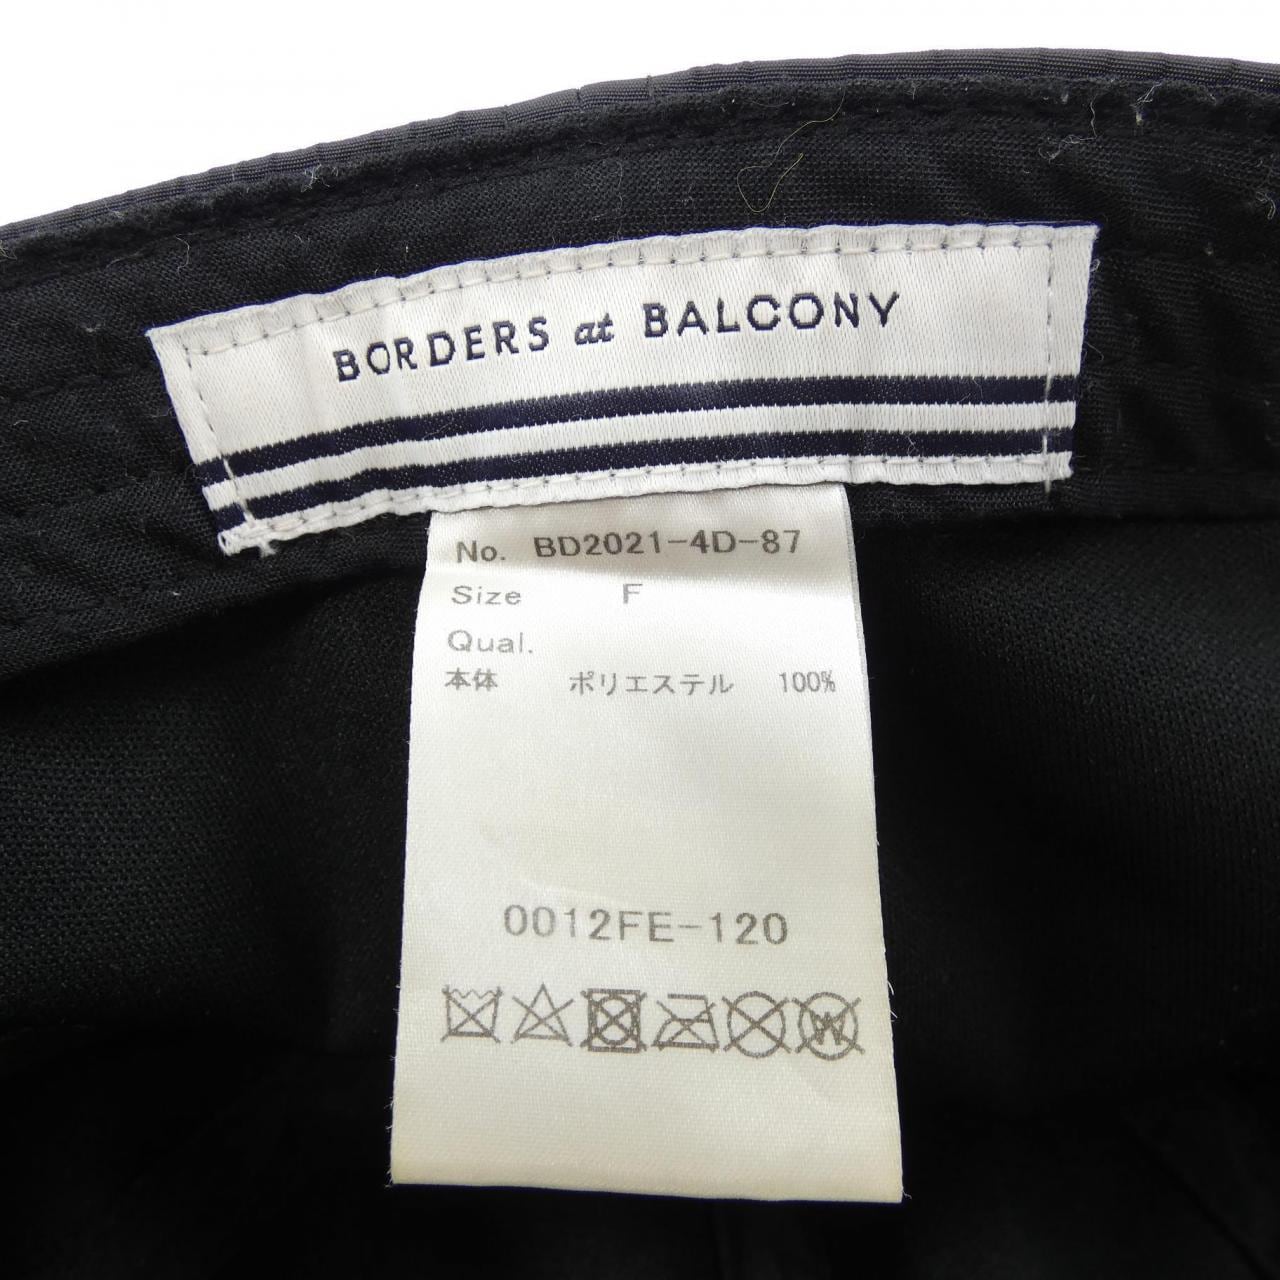 BORDERS at BALCONY
No. BD2021-4D-87
Size F
Qual.
本体 ポリエステル 100%
0012FE-120